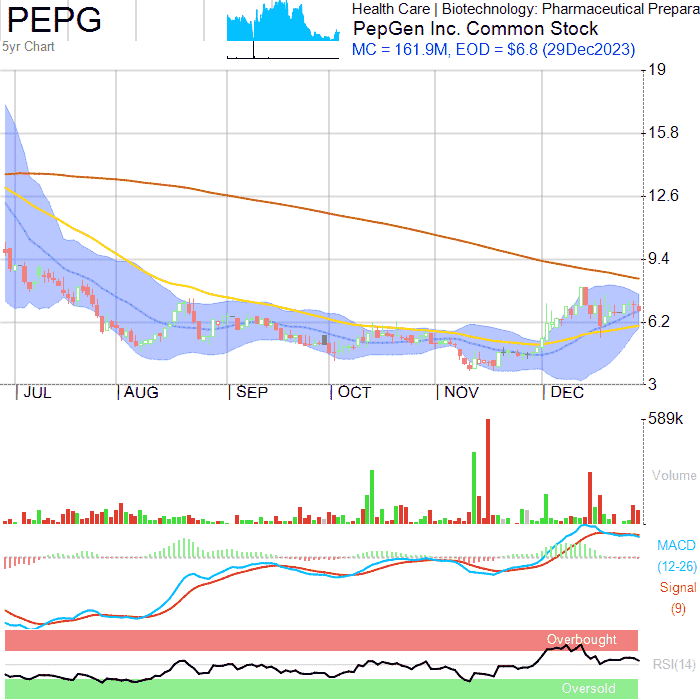 PEPG
5yr Chart
Health Care | Biotechnology: Pharmaceutical Prepara
PepGen Inc. Common Stock
MC = 161.9M, EOD = $6.8 (29Dec2023)
19
15.8
12.6
9.4
6.2
3
JUL AUG SEP OCT NOV DEC
589k
Volume
MACD
(12-26)
Signal
(9)
Overbought
RSI(14)
Oversold